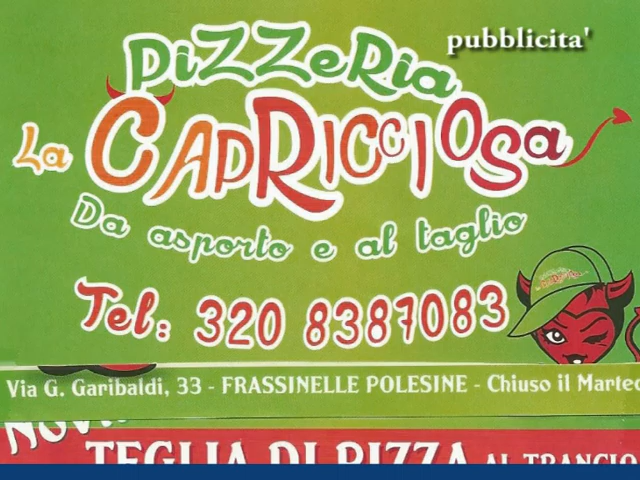 pubblicita'
PiZZeRia
La CAPRICCIOSa
Da asporto e al taglio
Tel: 320 8387083
Via G. Garibaldi, 33 - FRASSINELLE POLESINE - Chiuso il Marted
TEGLIA DI PIZZA AL TRANCIO